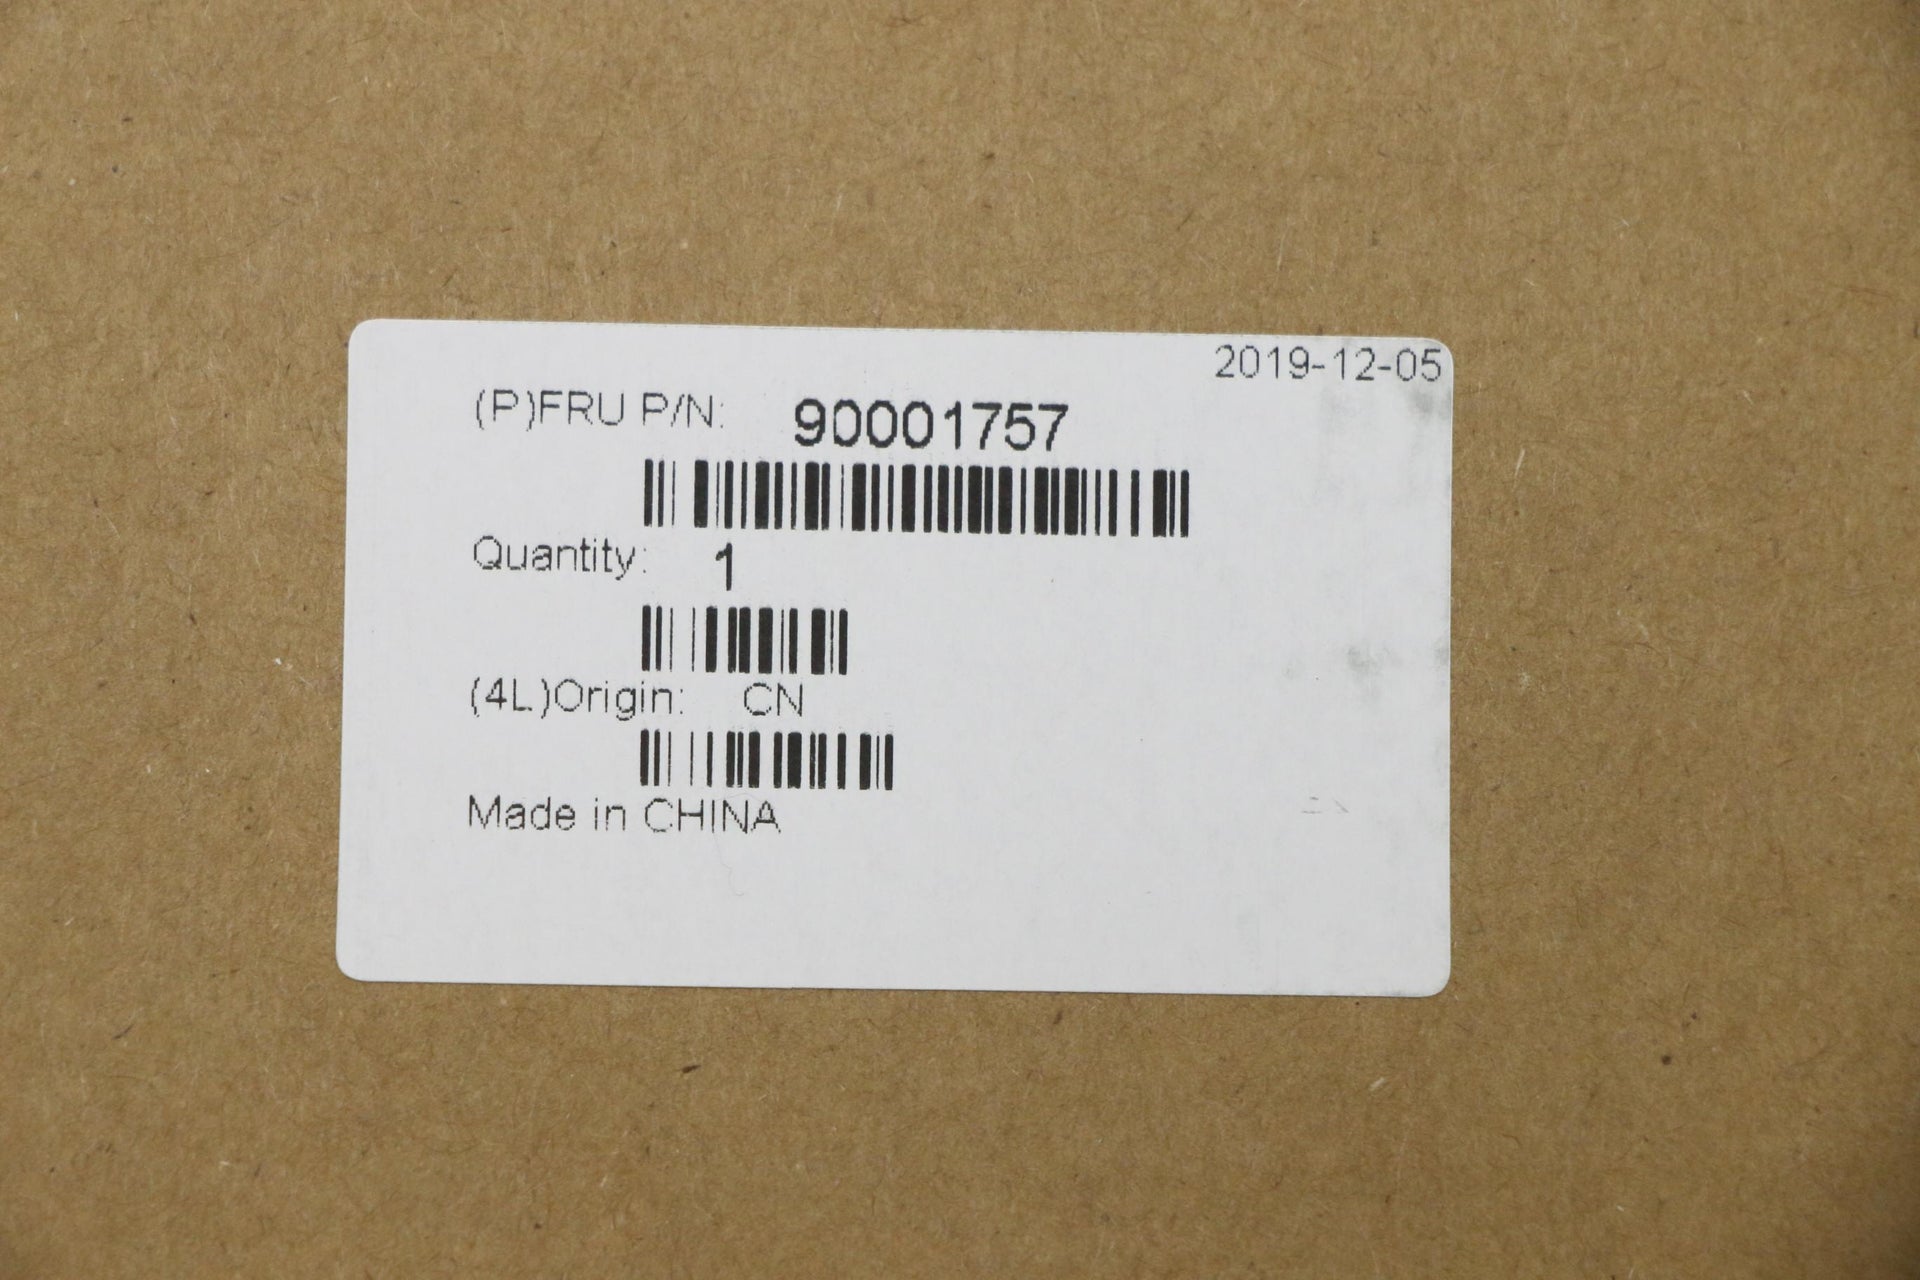 2019-12-05
(P)FRU P/N: 90001757
Quantity: 1
(4L)Origin: CN
Made in CHINA